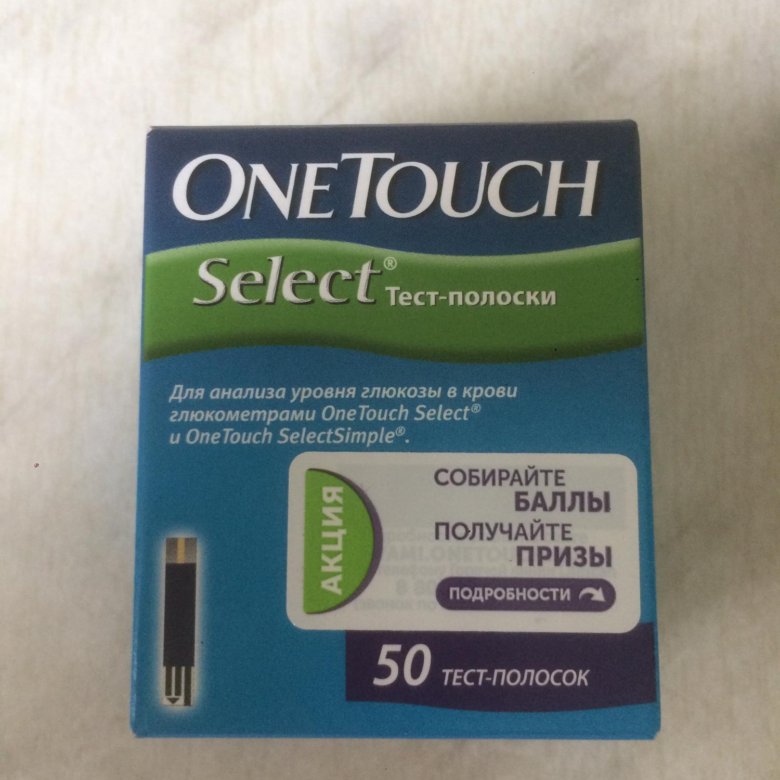 ONETOUCH
Select® Тест-полоски
Для анализа уровня глюкозы в крови
глюкометрами OneTouch Select®
и OneTouch SelectSimple®.
АКЦИЯ
СОБИРАЙТЕ
БАЛЛЫ
ПОЛУЧАЙТЕ
ПРИЗЫ
ПОДРОБНОСТИ
50 ТЕСТ-ПОЛОСОК